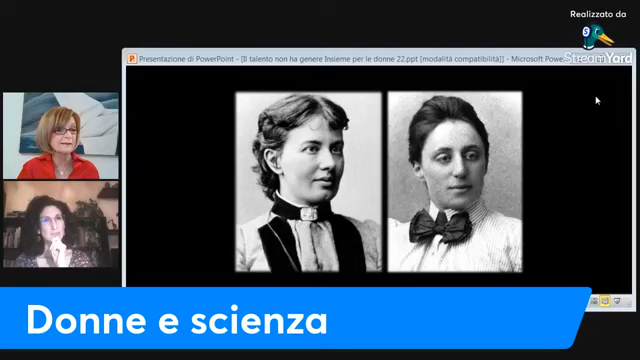 Realizzato da
StreamYard
Presentazione di PowerPoint - [Il talento non ha genere Insieme per le donne 22.ppt [modalità compatibilità]] - Microsoft Powe
Donne e scienza